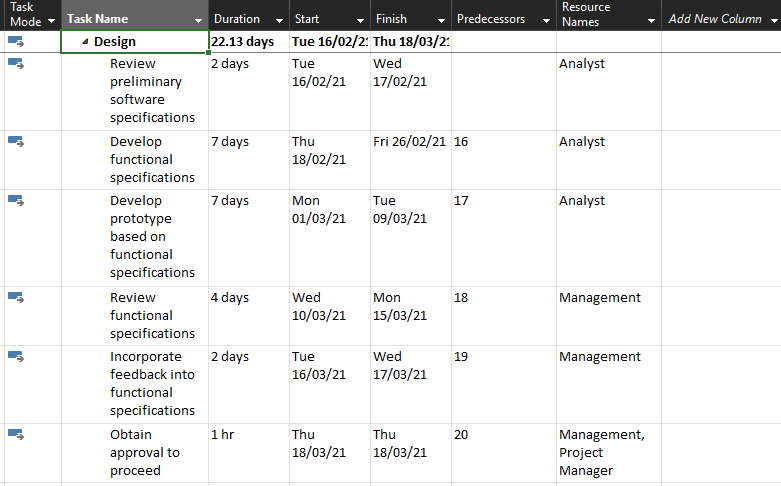 Task Mode Task Name Duration Start Finish Predecessors Resource Names Add New Column
Design 22.13 days Tue 16/02/21 Thu 18/03/21
Review 2 days Tue Wed Analyst
preliminary 16/02/21 17/02/21
software
specifications
Develop 7 days Thu Fri 26/02/21 16 Analyst
functional 18/02/21
specifications
Develop 7 days Mon Tue 17 Analyst
prototype 01/03/21 09/03/21
based on
functional
specifications
Review 4 days Wed Mon 18 Management
functional 10/03/21 15/03/21
specifications
Incorporate 2 days Tue Wed 19 Management
feedback into 16/03/21 17/03/21
functional
specifications
Obtain 1 hr Thu Thu 20 Management,
approval to 18/03/21 18/03/21 Project
proceed Manager